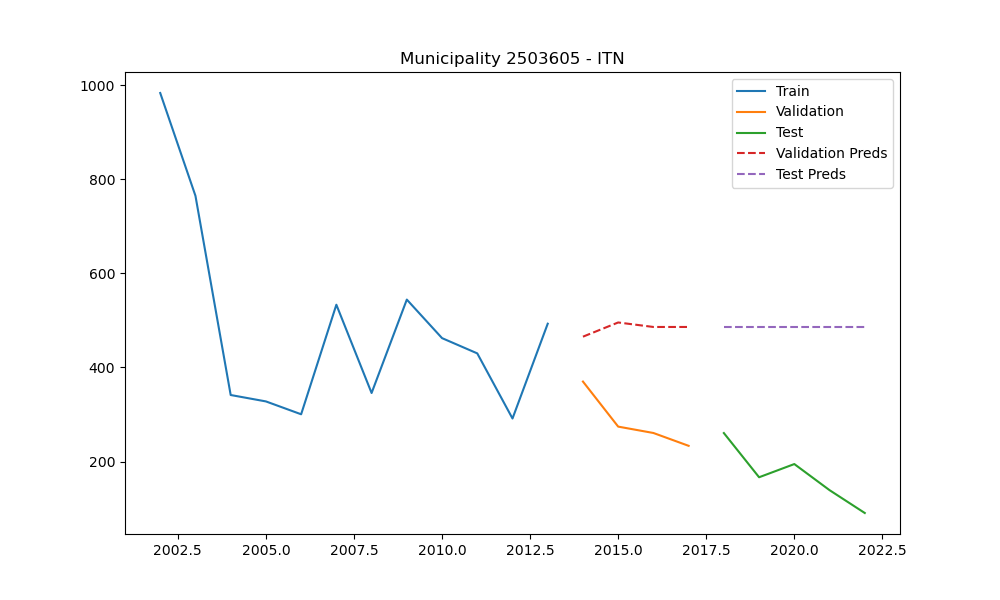 Municipality 2503605 - ITN
1000
800
600
400
200
Train
Validation
Test
Validation Preds
Test Preds
2002.5 2005.0 2007.5 2010.0 2012.5 2015.0 2017.5 2020.0 2022.5